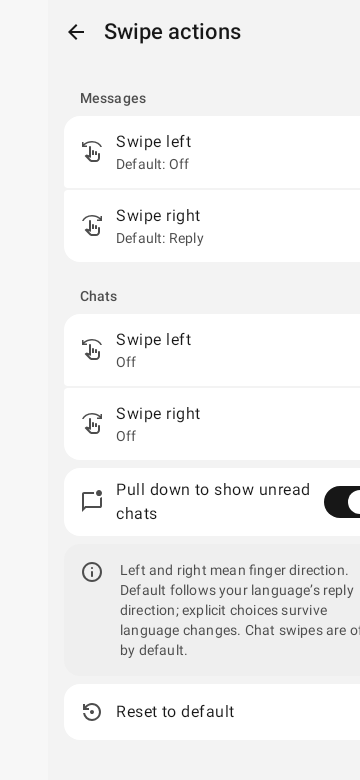 Swipe actions
Messages
Swipe left
Default: Off
Swipe right
Default: Reply
Chats
Swipe left
Off
Swipe right
Off
Pull down to show unread
chats
Left and right mean finger direction.
Default follows your language’s reply
direction; explicit choices survive
language changes. Chat swipes are
by default.
Reset to default